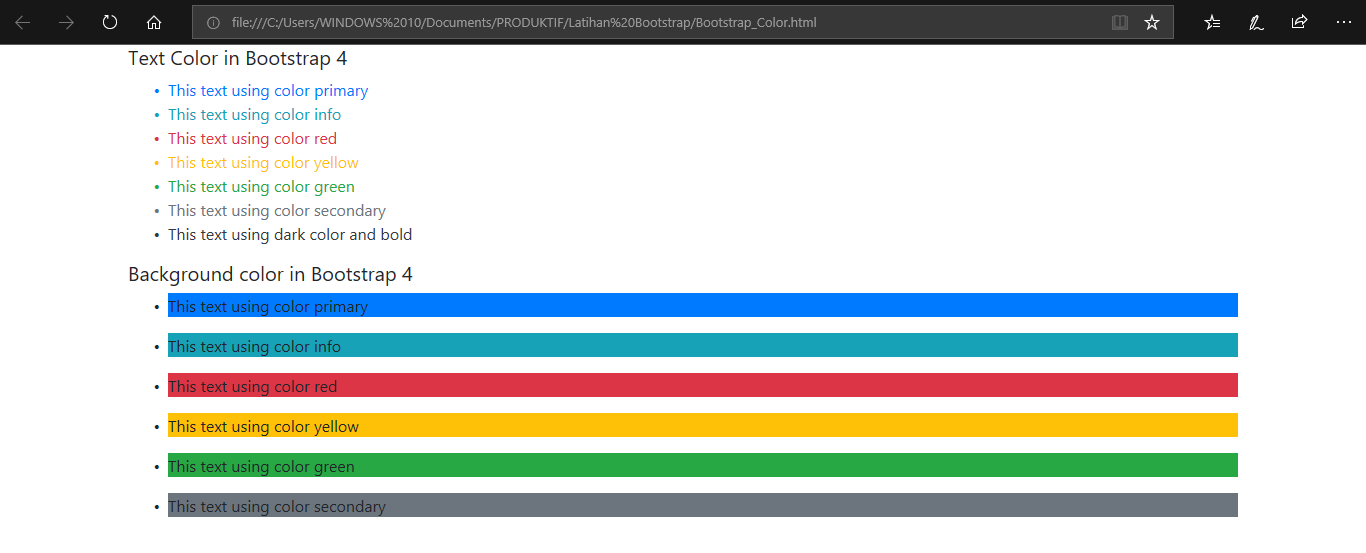 file:///C:/Users/WINDOWS%2010/Documents/PRODUKTIF/Latihan%20Bootstrap/Bootstrap_Color.html
Text Color in Bootstrap 4
• This text using color primary
• This text using color info
• This text using color red
• This text using color yellow
• This text using color green
• This text using color secondary
• This text using dark color and bold
Background color in Bootstrap 4
• This text using color primary
• This text using color info
• This text using color red
• This text using color yellow
• This text using color green
• This text using color secondary